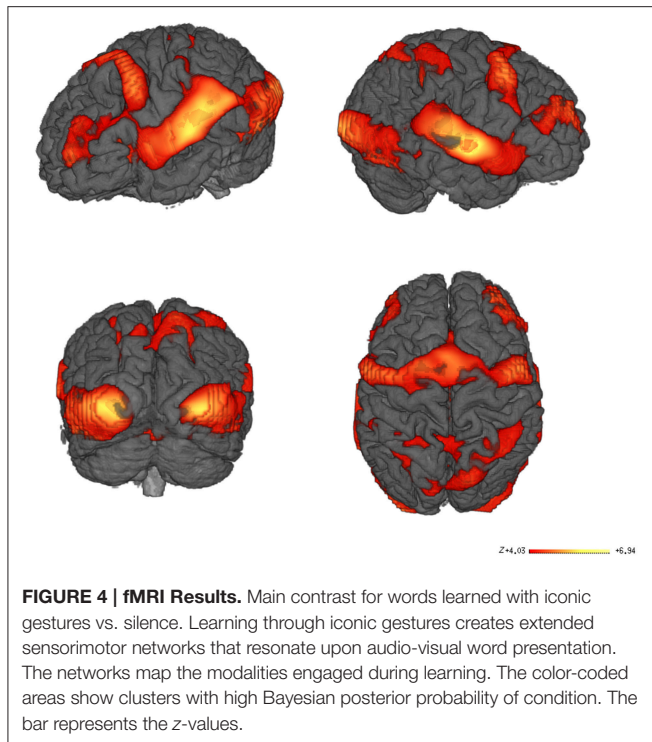 Z+4.03 +6.94
FIGURE 4 | fMRI Results. Main contrast for words learned with iconic
gestures vs. silence. Learning through iconic gestures creates extended
sensorimotor networks that resonate upon audio-visual word presentation.
The networks map the modalities engaged during learning. The color-coded
areas show clusters with high Bayesian posterior probability of condition. The
bar represents the z-values.